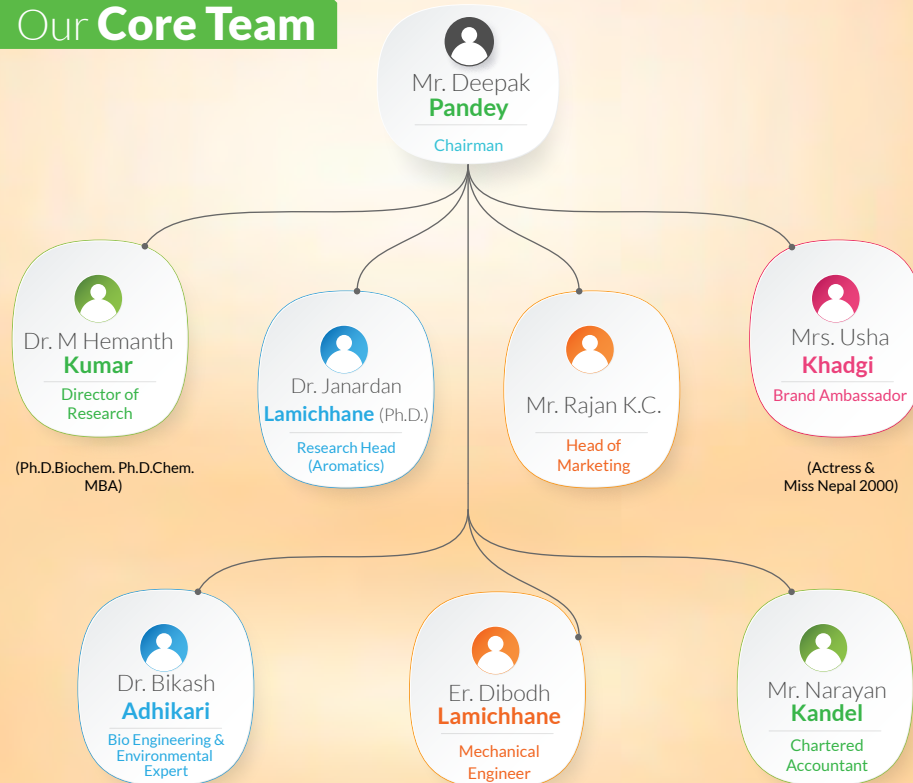 Our Core Team
Mr. Deepak
Pandey
Chairman
Dr. M Hemanth
Kumar
Director of
Research
(Ph.D.Biochem. Ph.D.Chem.
MBA)
Dr. Janardan
Lamichhane (Ph.D.)
Research Head
(Aromatics)
Mr. Rajan K.C.
Head of
Marketing
Mrs. Usha
Khadgi
Brand Ambassador
(Actress &
Miss Nepal 2000)
Dr. Bikash
Adhikari
Bio Engineering &
Environmental
Expert
Er. Dibodh
Lamichhane
Mechanical
Engineer
Mr. Narayan
Kandel
Chartered
Accountant